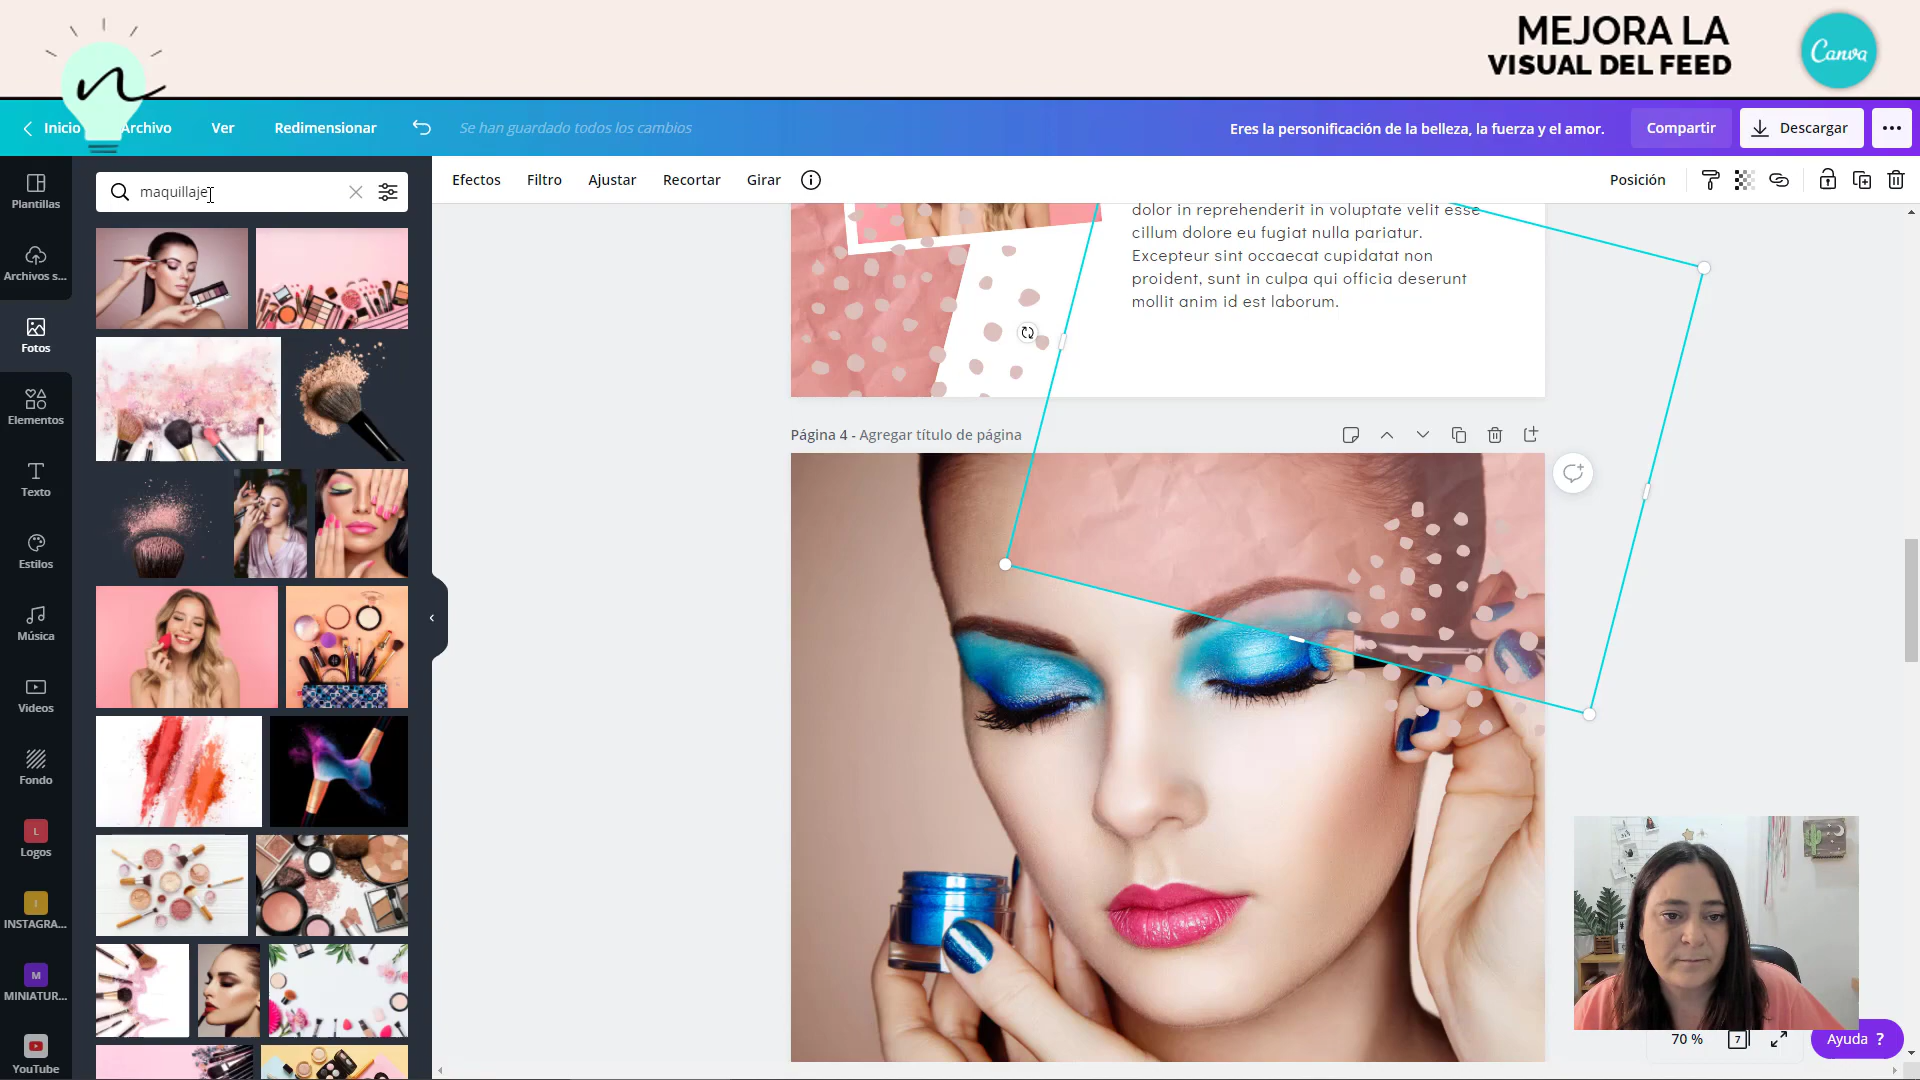 MEJORA LA
VISUAL DEL FEED
Canva
n
Inicio
Archivo
Ver
Redimensionar
Se han guardado todos los cambios
Eres la personificación de la belleza, la fuerza y el amor.
Compartir
Descargar
Plantillas
Archivos s...
Fotos
Elementos
Texto
Estilos
Música
Videos
Fondo
L
Logos
I
INSTAGRA...
M
MINIATUR...
YouTube
maquillaje
Efectos
Filtro
Ajustar
Recortar
Girar
Posición
dolor in reprehenderit in voluptate velit esse
cillum dolore eu fugiat nulla pariatur.
Excepteur sint occaecat cupidatat non
proident, sunt in culpa qui officia deserunt
mollit anim id est laborum.
Página 4 - Agregar título de página
70 %
7
Ayuda ?